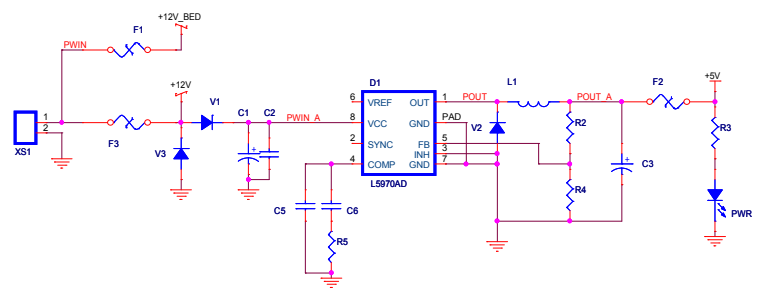 +12V_BED
F1
PWIN
+12V
D1
L1
F2
+5V
6 VREF OUT 1 POUT POUT_A
V1
C1
C2
PWIN_A 8 VCC GND PAD
1
2
XS1
F3
V3
V2
R2
R3
2 SYNC FB 5
INH 3
4 COMP GND 7
L5970AD
+
+
C3
R4
C5
C6
R5
PWR